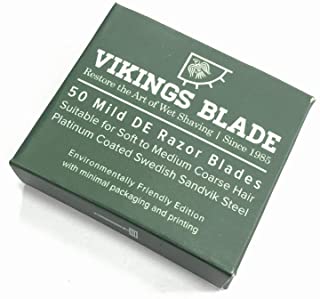 VIKINGS BLADE
Restore the Art of Wet Shaving | Since 1985
50 Mild DE Razor Blades
Suitable for Soft to Medium Coarse Hair
Platinum Coated Swedish Sandvik Steel
Environmentally Friendly Edition
with minimal packaging and printing